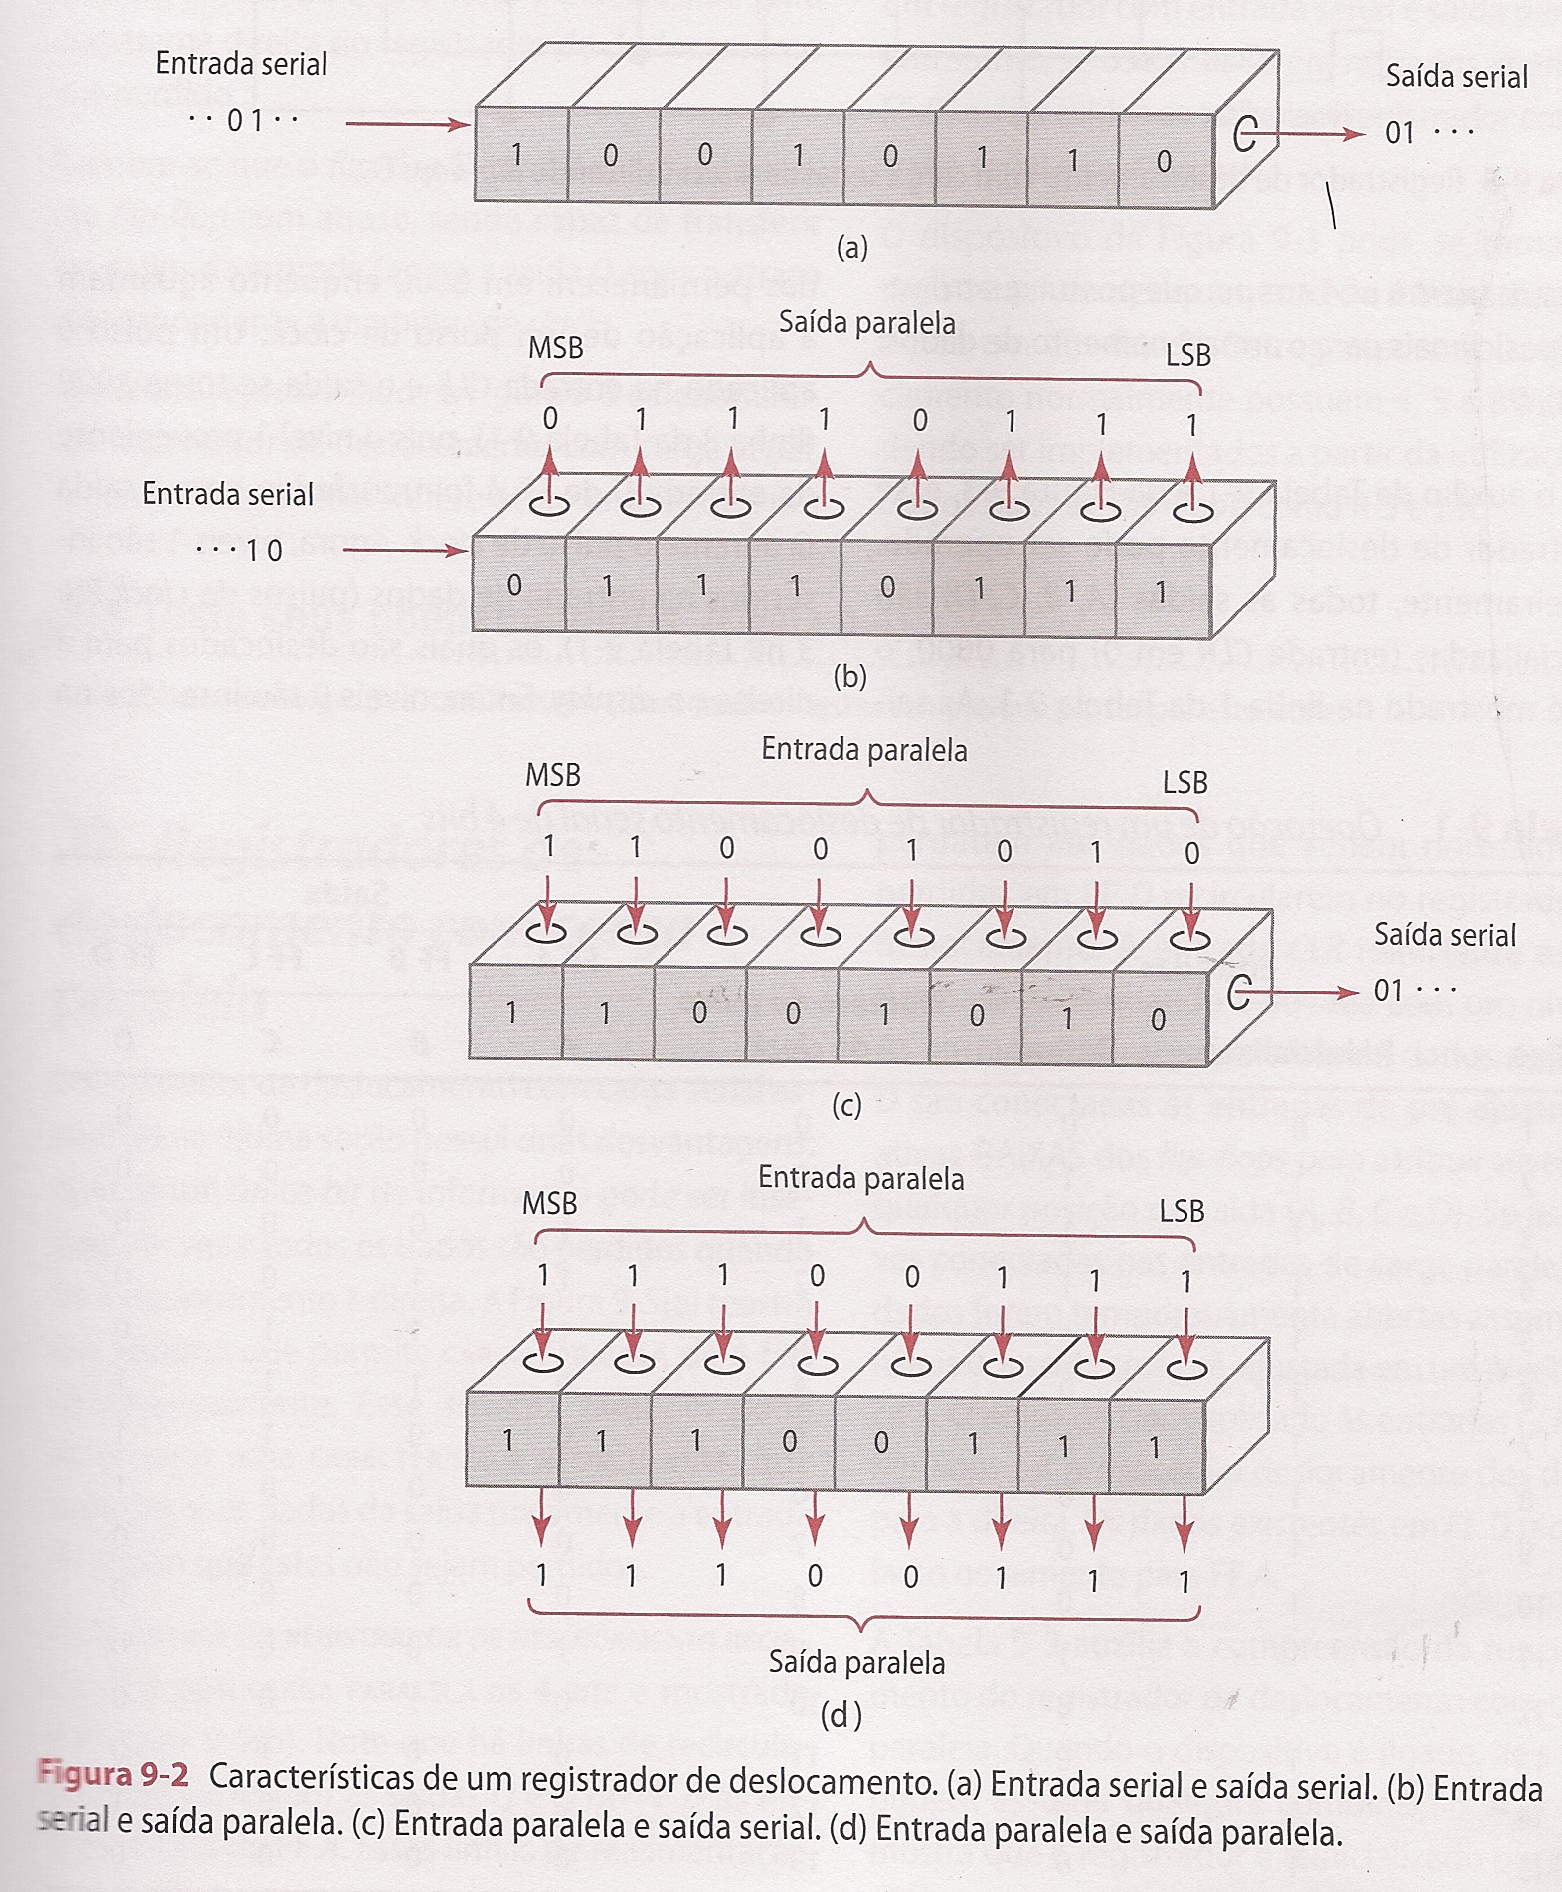 Entrada serial
·· 0 1 ··
Saída serial
01 ···
1 0 0 1 0 1 1 0
(a)
Saída paralela
MSB LSB
0 1 1 1 0 1 1 1
Entrada serial
··· 1 0
0 1 1 1 0 1 1 1
(b)
Entrada paralela
MSB LSB
1 1 0 0 1 0 1 0
Saída serial
01 ···
1 1 0 0 1 0 1 0
(c)
Entrada paralela
MSB LSB
1 1 1 0 0 1 1 1
1 1 1 0 0 1 1 1
1 1 1 0 0 1 1 1
Saída paralela
(d)
Figura 9-2 Características de um registrador de deslocamento. (a) Entrada serial e saída serial. (b) Entrada
serial e saída paralela. (c) Entrada paralela e saída serial. (d) Entrada paralela e saída paralela.